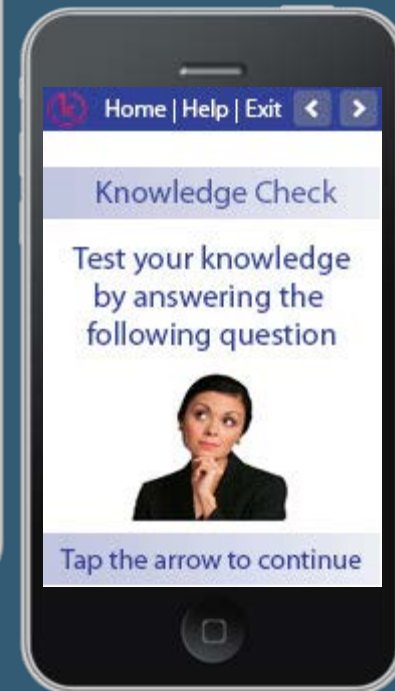 Home | Help | Exit < >
Knowledge Check
Test your knowledge
by answering the
following question
Tap the arrow to continue